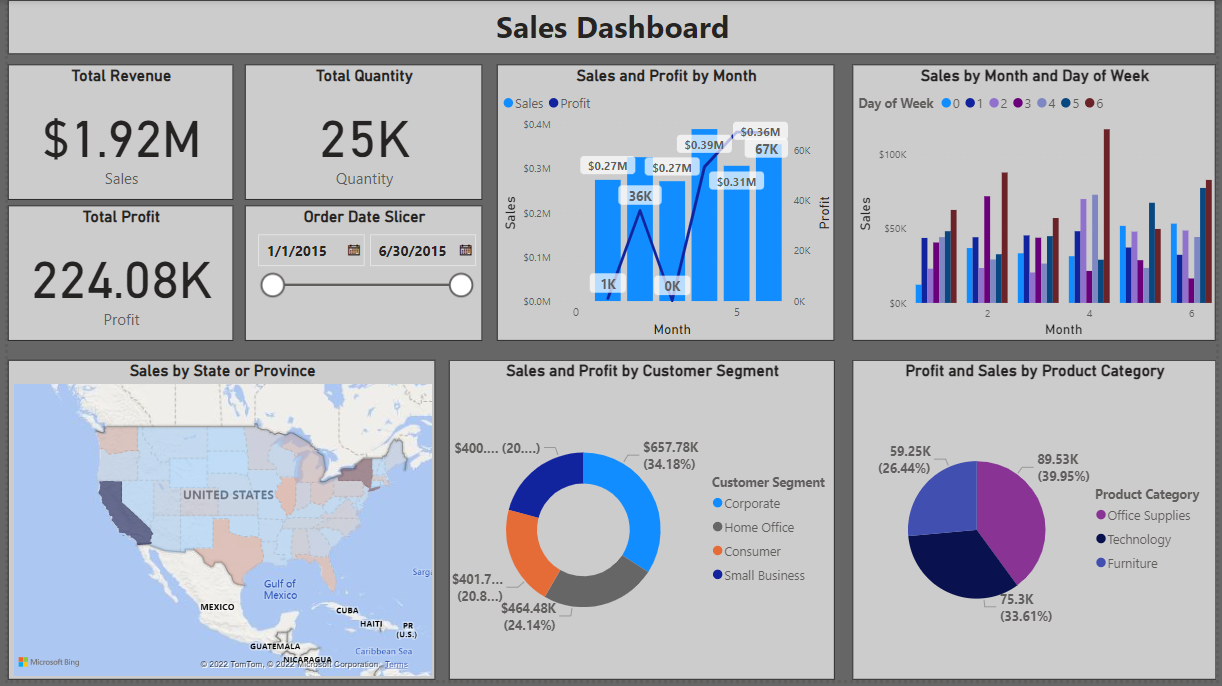 Sales Dashboard
Total Revenue
$1.92M
Sales
Total Quantity
25K
Quantity
Total Profit
224.08K
Profit
Order Date Slicer
1/1/2015
6/30/2015
Sales and Profit by Month
Sales Profit
$0.4M
$0.3M
$0.2M
$0.1M
$0.0M
Sales
$0.27M
$0.27M
$0.39M
$0.31M
$0.36M
1K
36K
0K
67K
60K
40K
20K
0K
Profit
0
5
Month
Sales by Month and Day of Week
Day of Week 0 1 2 3 4 5 6
$100K
$50K
$0K
Sales
2
4
6
Month
Sales by State or Province
UNITED STATES
Gulf of
Mexico
MEXICO
CUBA
HAITI
PR
(U.S.)
GUATEMALA
NICARAGUA
Caribbean Sea
Sarga
Microsoft Bing
© 2022 TomTom, © 2022 Microsoft Corporation, Terms
Sales and Profit by Customer Segment
$400.... (20....)
$657.78K
(34.18%)
$401.7...
(20.8...)
$464.48K
(24.14%)
Customer Segment
Corporate
Home Office
Consumer
Small Business
Profit and Sales by Product Category
59.25K
(26.44%)
89.53K
(39.95%)
75.3K
(33.61%)
Product Category
Office Supplies
Technology
Furniture